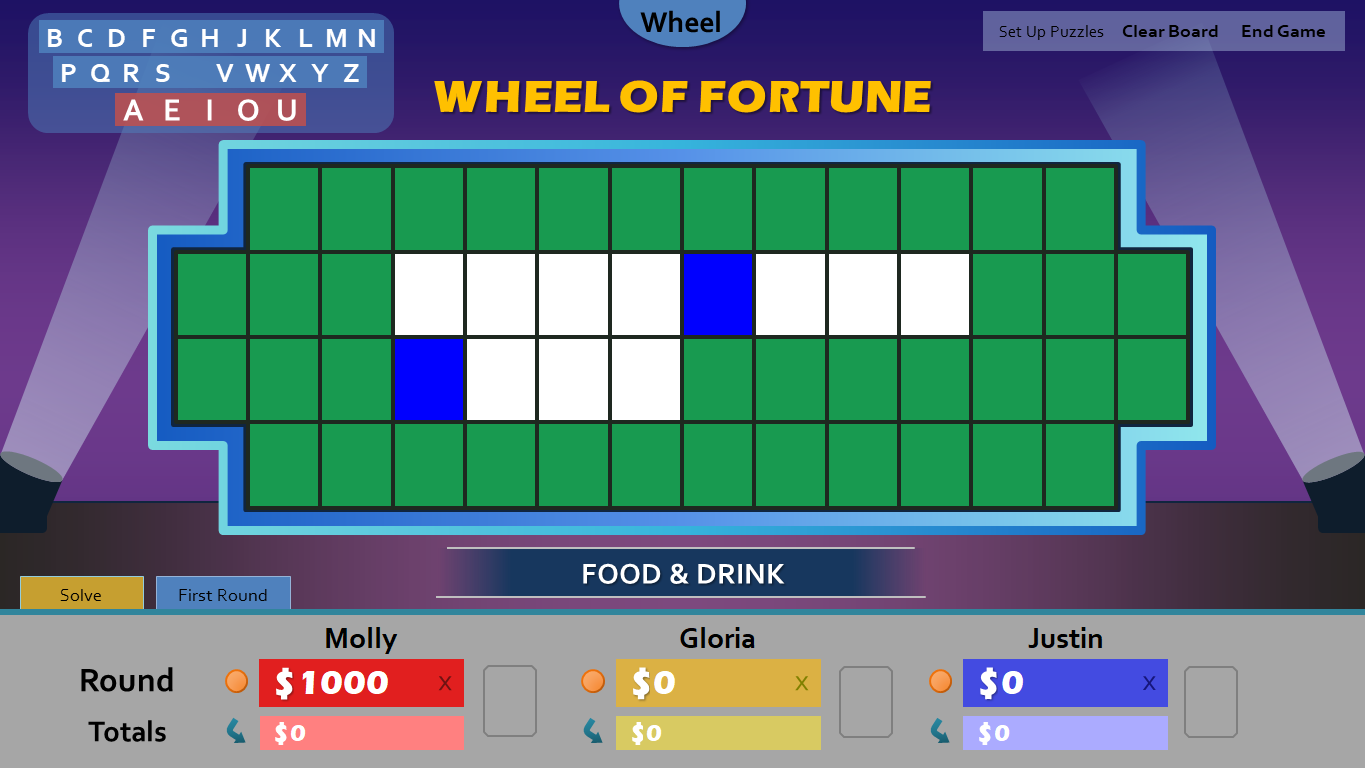 B C D F G H J K L M N
P Q R S V W X Y Z
A E I O U
Wheel
Set Up Puzzles Clear Board End Game
WHEEL OF FORTUNE
FOOD & DRINK
Solve First Round
Molly Gloria Justin
Round $1000 X $0 X $0 X
Totals $0 $0 $0